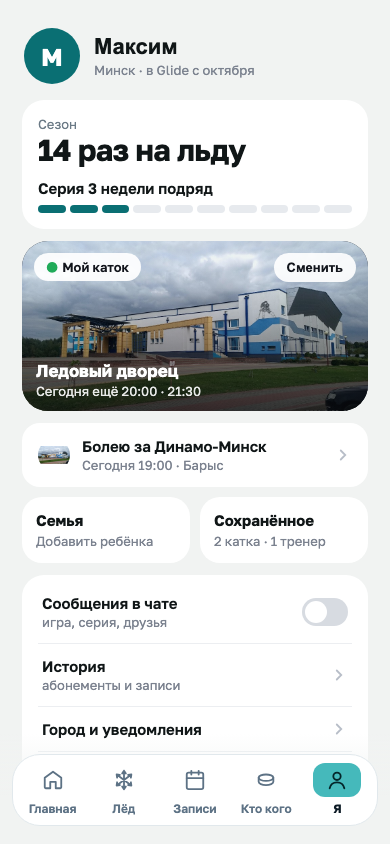 М
Максим
Минск · в Glide с октября
Сезон
14 раз на льду
Серия 3 недели подряд
Мой каток
Сменить
Ледовый дворец
Сегодня ещё 20:00 · 21:30
Болею за Динамо-Минск
Сегодня 19:00 · Барыс
Семья
Добавить ребёнка
Сохранённое
2 катка · 1 тренер
Сообщения в чате
игра, серия, друзья
История
абонементы и записи
Город и уведомления
Главная
Лёд
Записи
Кто кого
Я